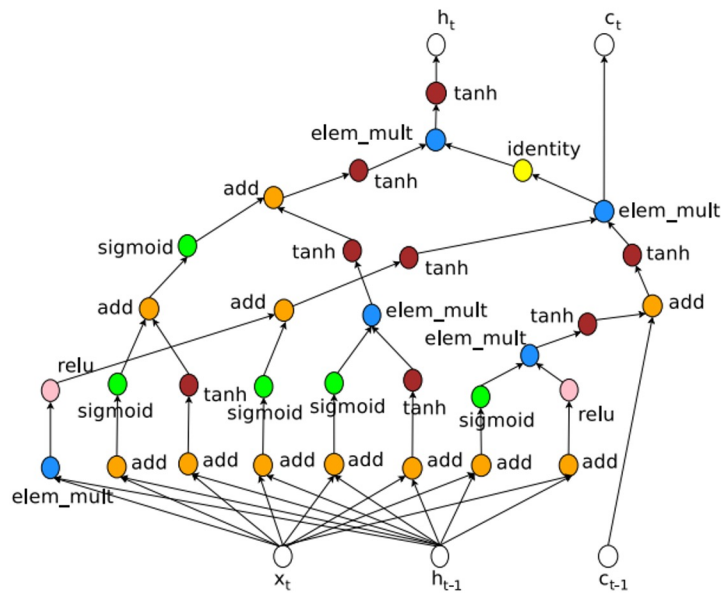 h_t c_t
tanh
elem_mult
identity
tanh
add
elem_mult
sigmoid
tanh
tanh
tanh
add
add
elem_mult
add
tanh
elem_mult
relu
sigmoid
tanh
sigmoid
sigmoid
tanh
sigmoid
relu
elem_mult
add
add
add
add
add
add
add
x_t h_t-1 c_t-1